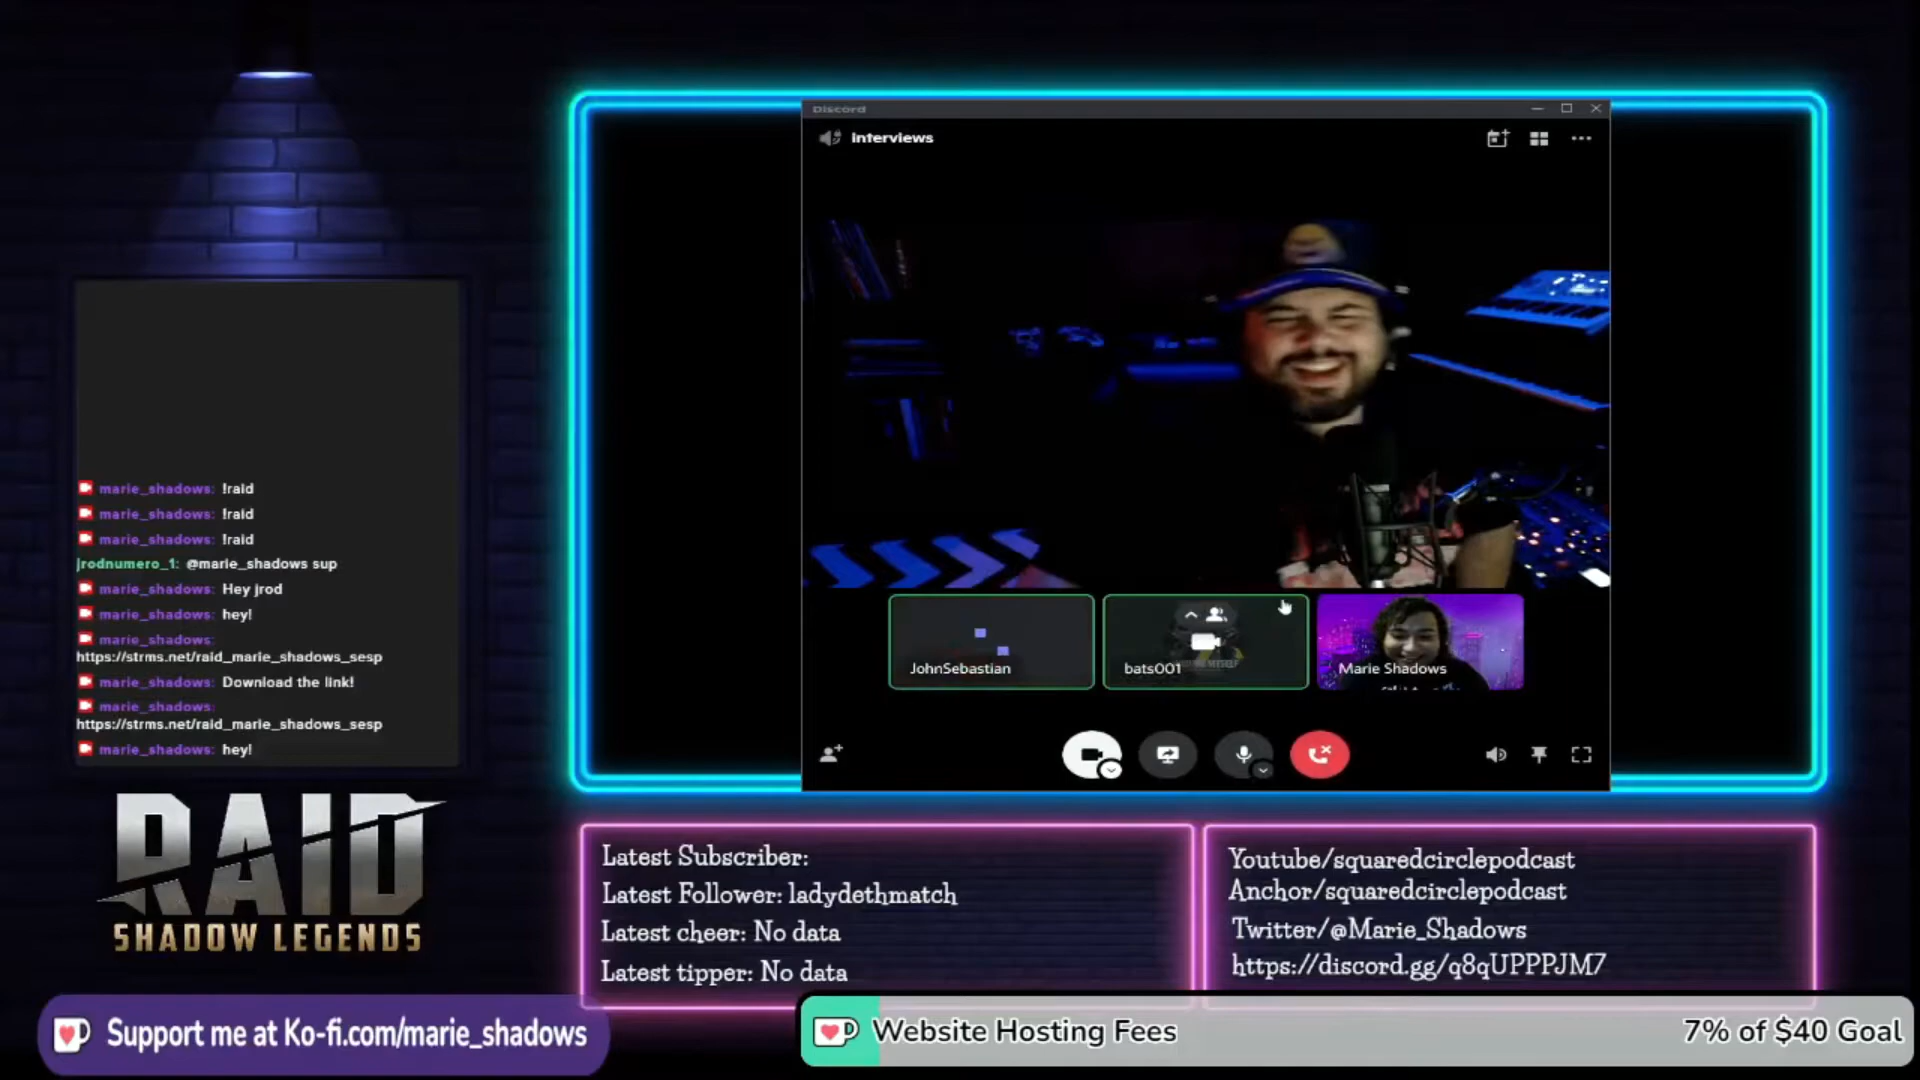 Discord
Interviews
marie_shadows: !raid
marie_shadows: !raid
marie_shadows: !raid
jrodnumero_1: @marie_shadows sup
marie_shadows: Hey jrod
marie_shadows: hey!
marie_shadows:
https://strms.net/raid_marie_shadows_sesp
marie_shadows: Download the link!
marie_shadows:
https://strms.net/raid_marie_shadows_sesp
marie_shadows: hey!
JohnSebastian
bats001
MYSELF
Marie Shadows
RAID
SHADOW LEGENDS
Latest Subscriber:
Latest Follower: ladydethmatch
Latest cheer: No data
Latest tipper: No data
Youtube/squaredcirclepodcast
Anchor/squaredcirclepodcast
Twitter/@Marie_Shadows
https://discord.gg/q8qUPPPJM7
Support me at Ko-fi.com/marie_shadows
Website Hosting Fees
7% of $40 Goal